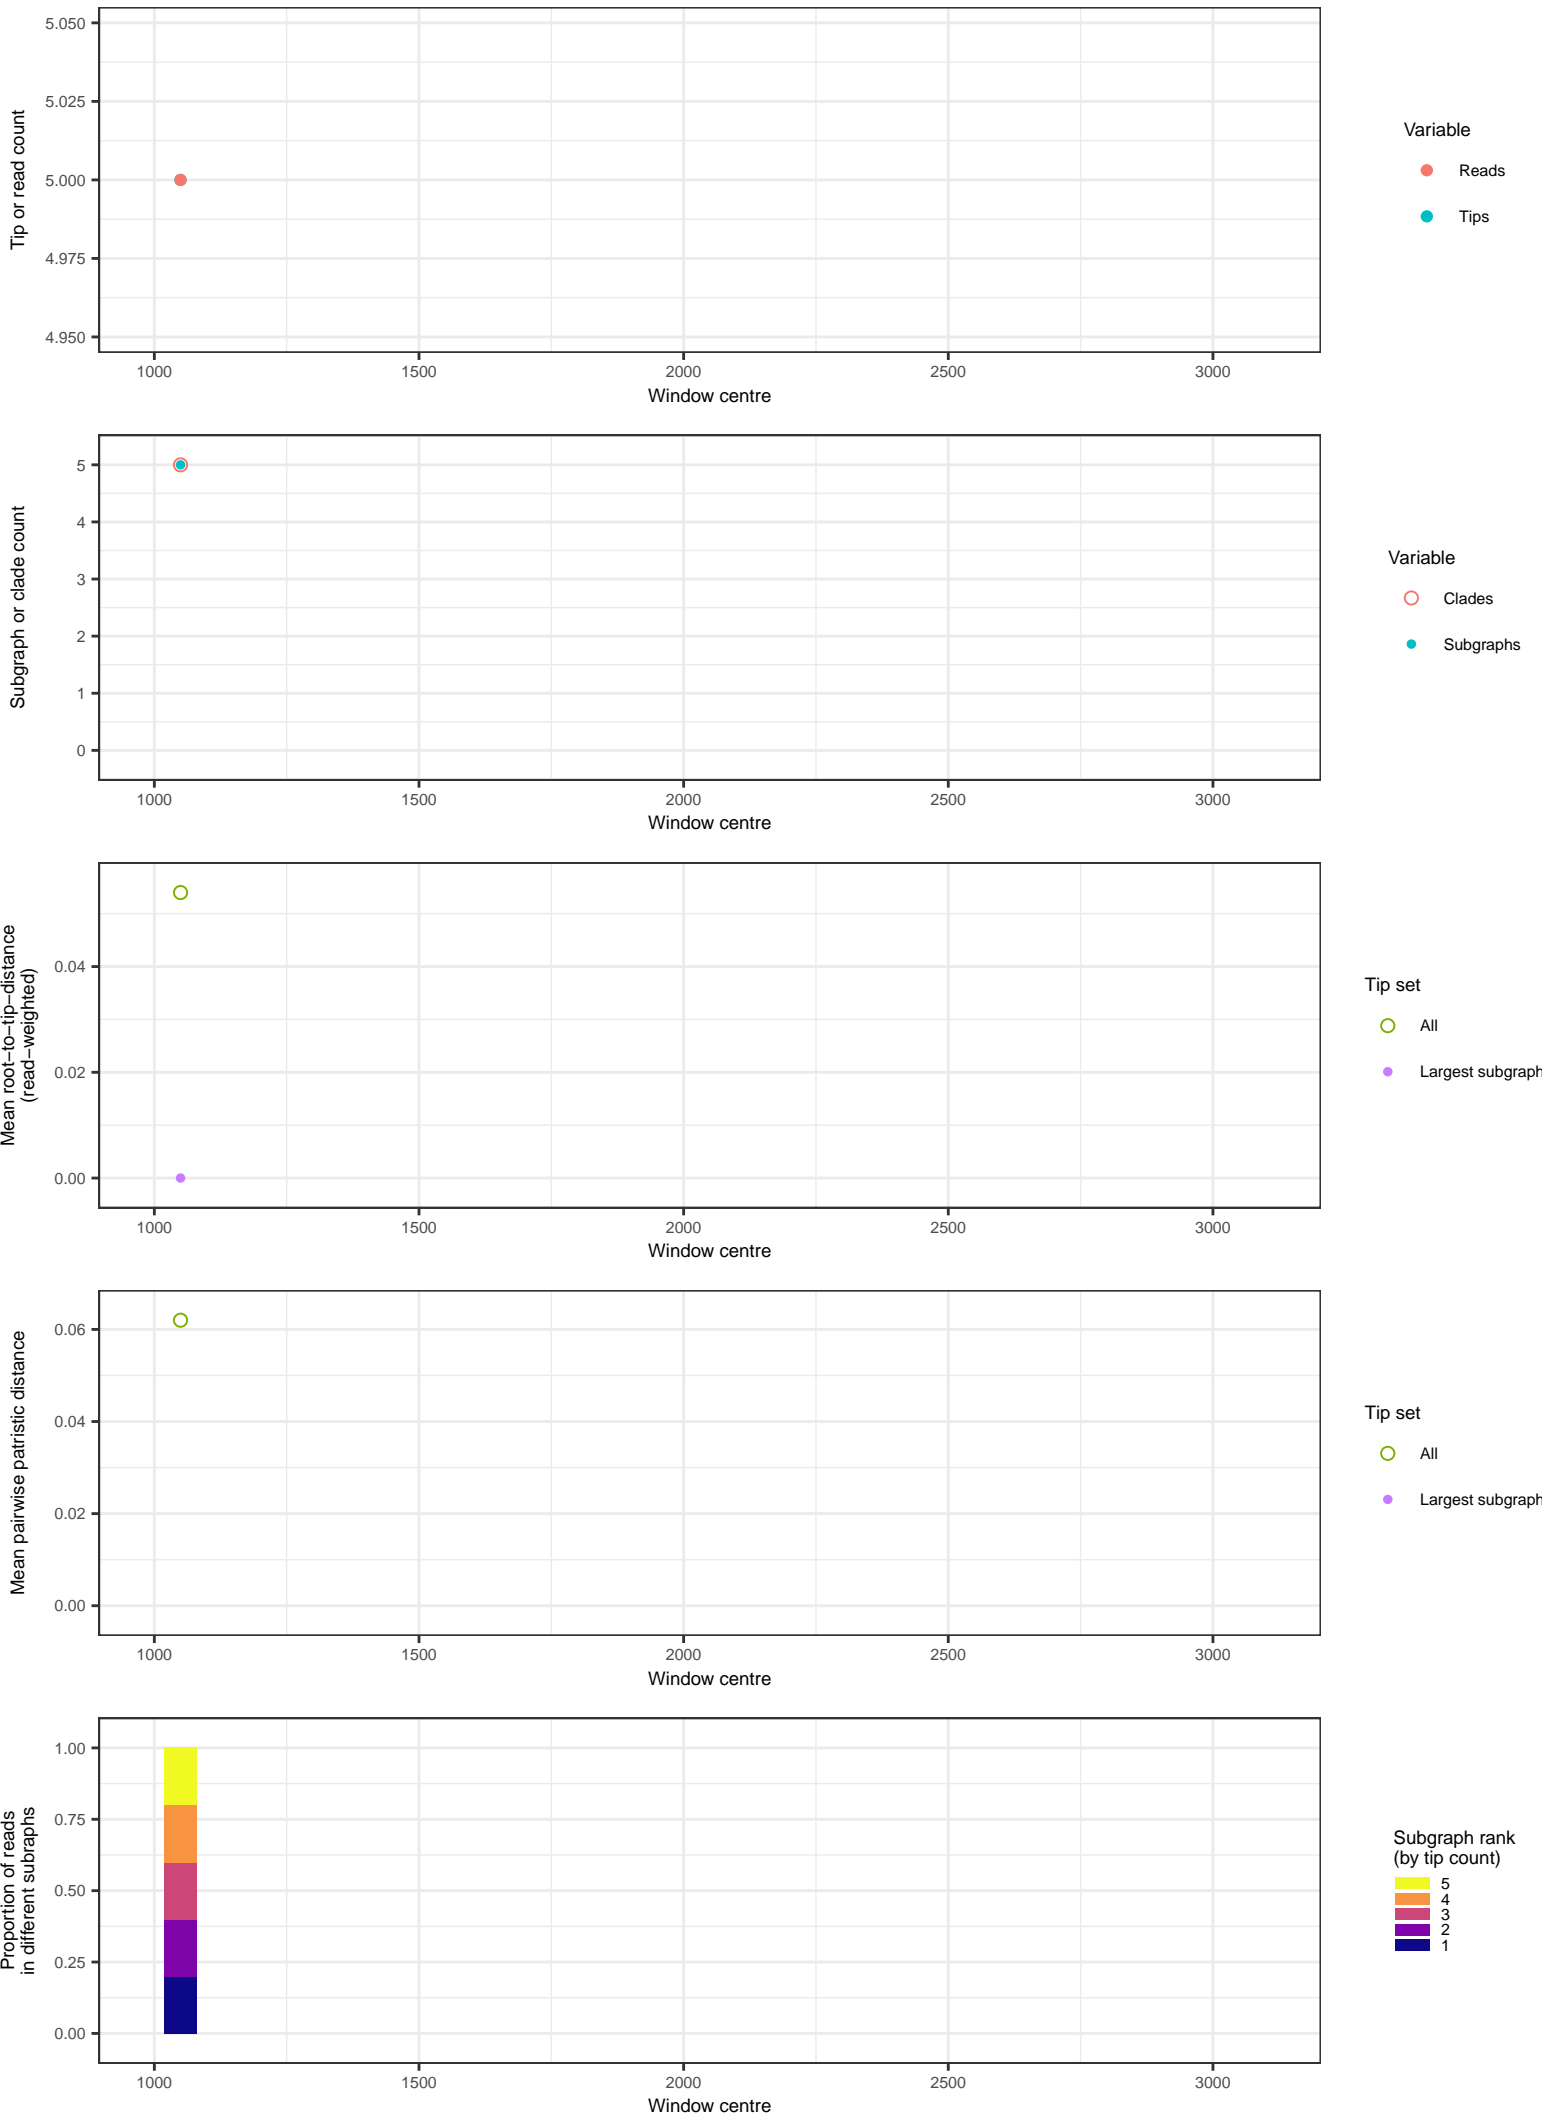 5.050
5.025
5.000
4.975
4.950
Tip or read count
1000 1500 2000 2500 3000
Window centre
Variable
Reads
Tips
5
4
3
2
1
0
Subgraph or clade count
1000 1500 2000 2500 3000
Window centre
Variable
Clades
Subgraphs
0.04
0.02
0.00
Mean root−to−tip−distance
(read−weighted)
1000 1500 2000 2500 3000
Window centre
Tip set
All
Largest subgraph
0.06
0.04
0.02
0.00
Mean pairwise patristic distance
1000 1500 2000 2500 3000
Window centre
Tip set
All
Largest subgraph
1.00
0.75
0.50
0.25
0.00
Proportion of reads
in different subraphs
1000 1500 2000 2500 3000
Window centre
Subgraph rank
(by tip count)
5
4
3
2
1